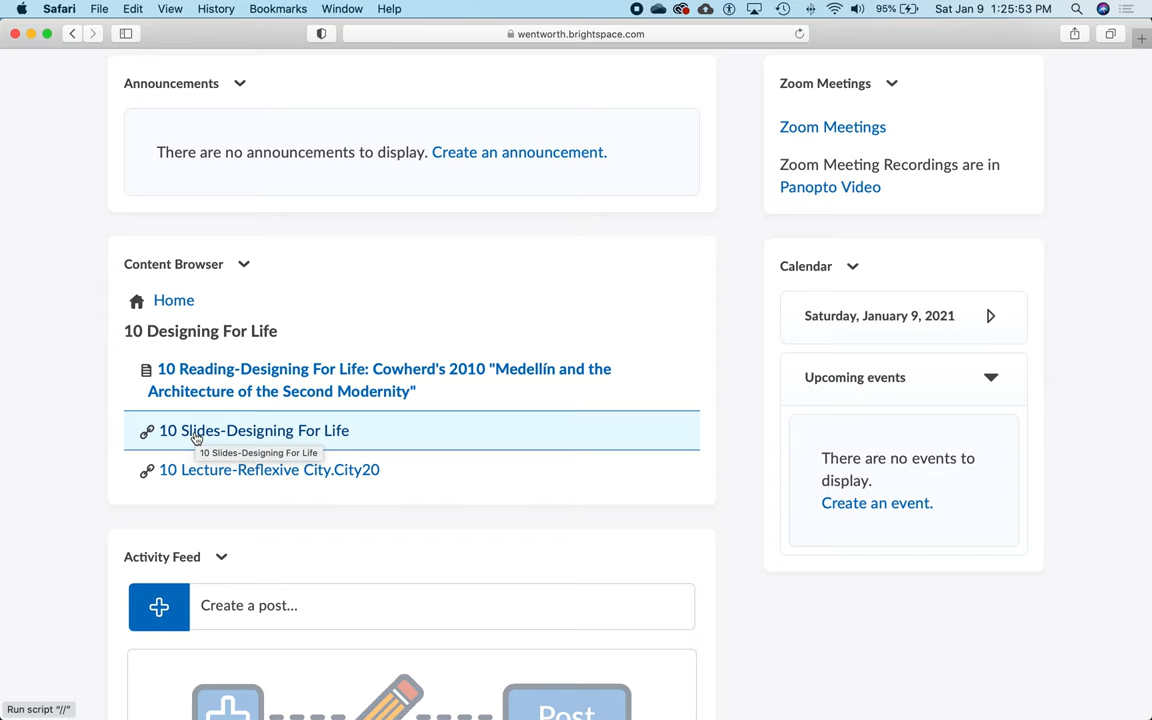 Safari File Edit View History Bookmarks Window Help 95% Sat Jan 9 1:25:53 PM
wentworth.brightspace.com
Announcements
There are no announcements to display. Create an announcement.
Content Browser
Home
10 Designing For Life
10 Reading-Designing For Life: Cowherd's 2010 "Medellín and the
Architecture of the Second Modernity"
10 Slides-Designing For Life
10 Slides-Designing For Life
10 Lecture-Reflexive City.City20
Activity Feed
Create a post...
Post
Zoom Meetings
Zoom Meetings
Zoom Meeting Recordings are in
Panopto Video
Calendar
Saturday, January 9, 2021
Upcoming events
There are no events to
display.
Create an event.
Run script "//"